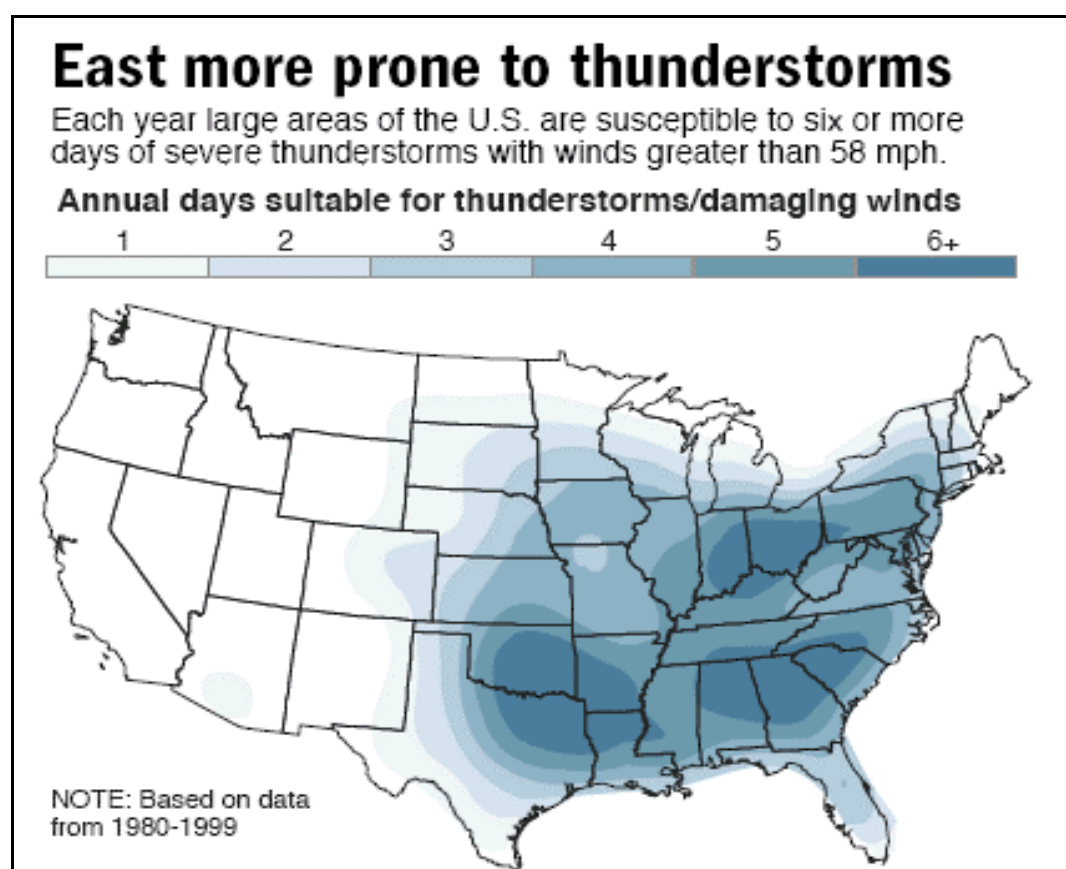 East more prone to thunderstorms
Each year large areas of the U.S. are susceptible to six or more
days of severe thunderstorms with winds greater than 58 mph.
Annual days suitable for thunderstorms/damaging winds
1 2 3 4 5 6+
NOTE: Based on data
from 1980-1999